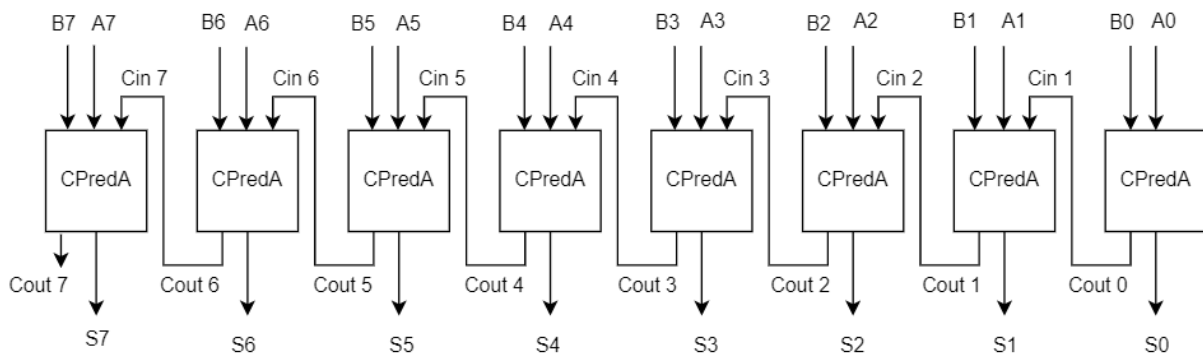 B7 A7 B6 A6 B5 A5 B4 A4 B3 A3 B2 A2 B1 A1 B0 A0
Cin 7 Cin 6 Cin 5 Cin 4 Cin 3 Cin 2 Cin 1
CPredA CPredA CPredA CPredA CPredA CPredA CPredA CPredA
Cout 7 Cout 6 Cout 5 Cout 4 Cout 3 Cout 2 Cout 1 Cout 0
S7 S6 S5 S4 S3 S2 S1 S0